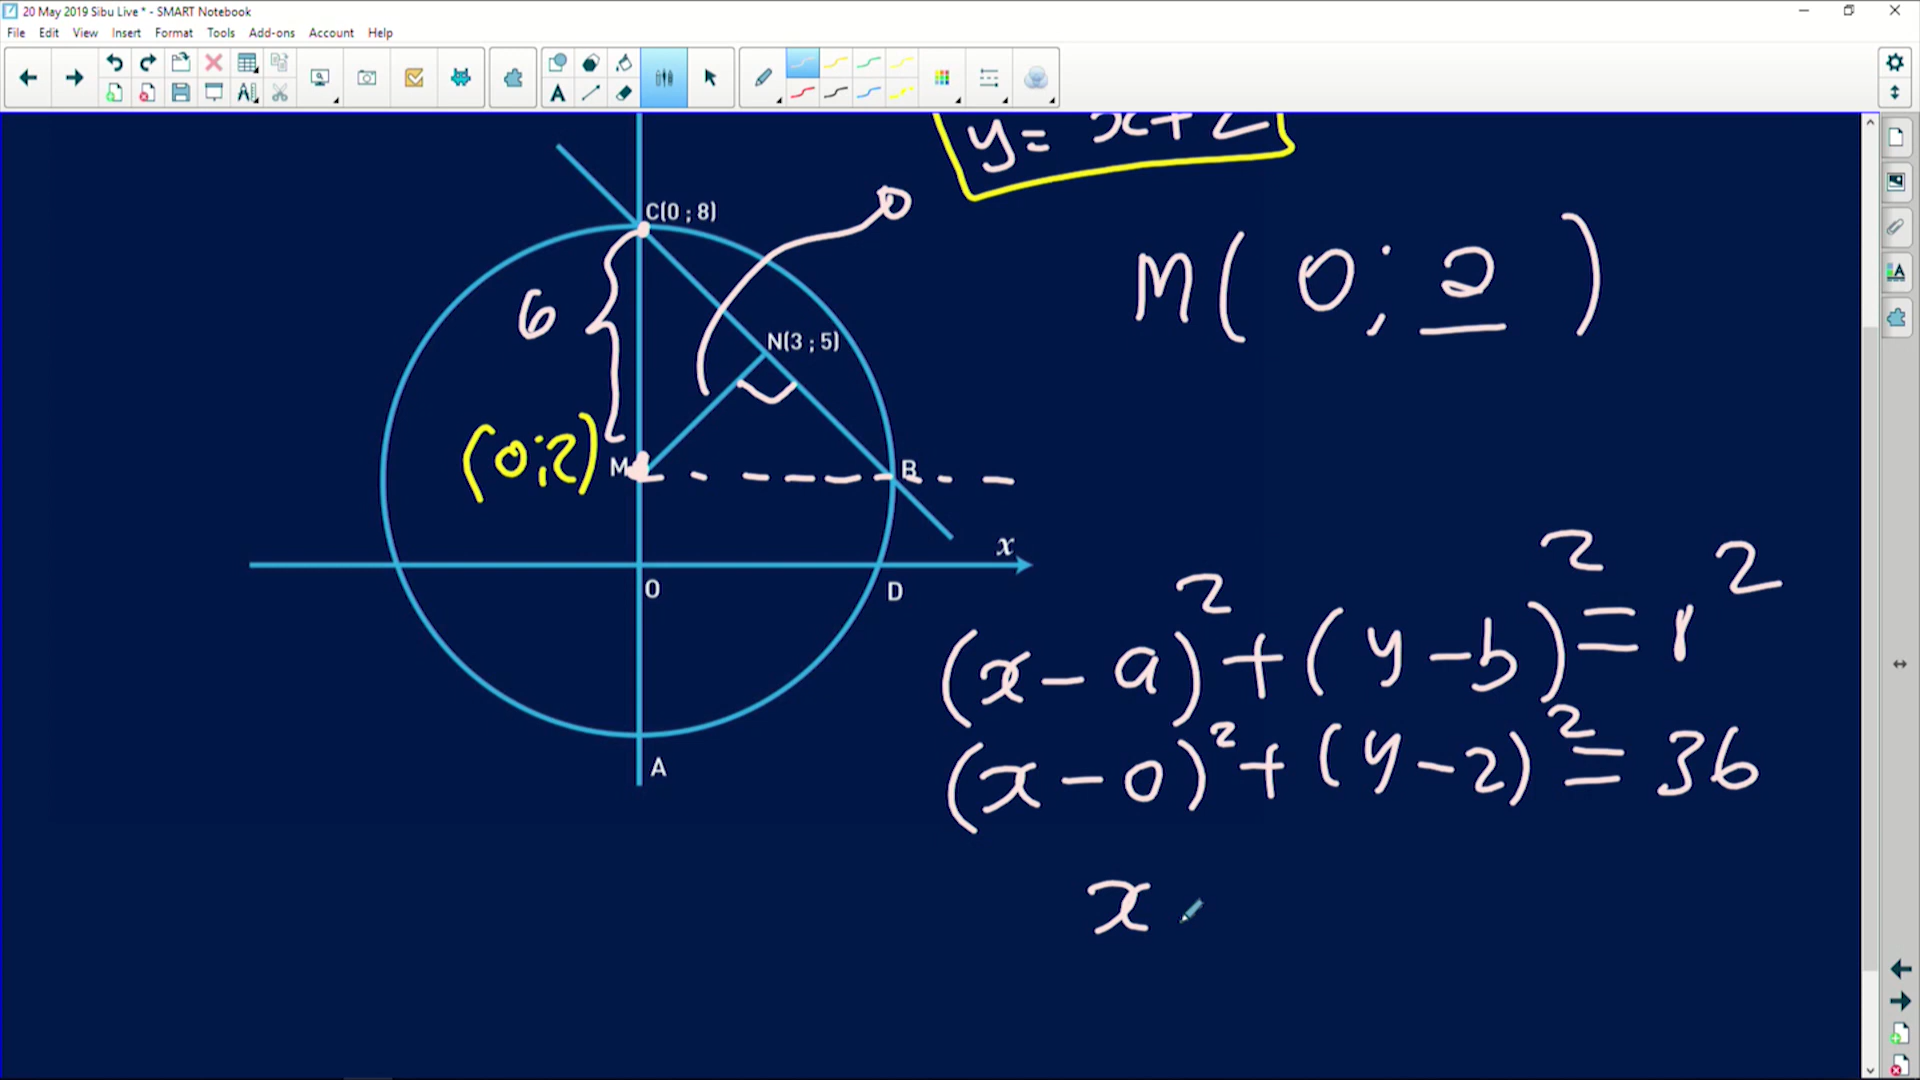 20 May 2019 Sibu Live * - SMART Notebook
File Edit View Insert Format Tools Add-ons Account Help
y = x + 2
C(0 ; 8)
M( 0; 2 )
6
N(3 ; 5)
(0;2)
M
B
x
O
D
(x - a)² + (y - b)² = r²
A
(x - 0)² + (y - 2)² = 36
x